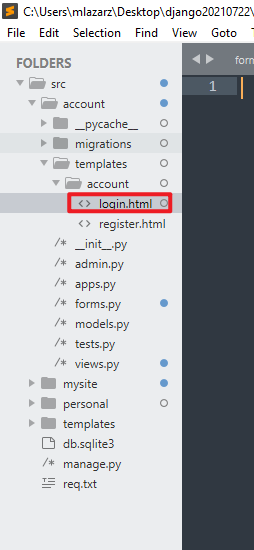 C:\Users\mlazarz\Desktop\django20210722\
File Edit Selection Find View Goto Tools
FOLDERS
src
account
__pycache__
migrations
templates
account
login.html
register.html
__init__.py
admin.py
apps.py
forms.py
models.py
tests.py
views.py
mysite
personal
templates
db.sqlite3
manage.py
req.txt
forn
1